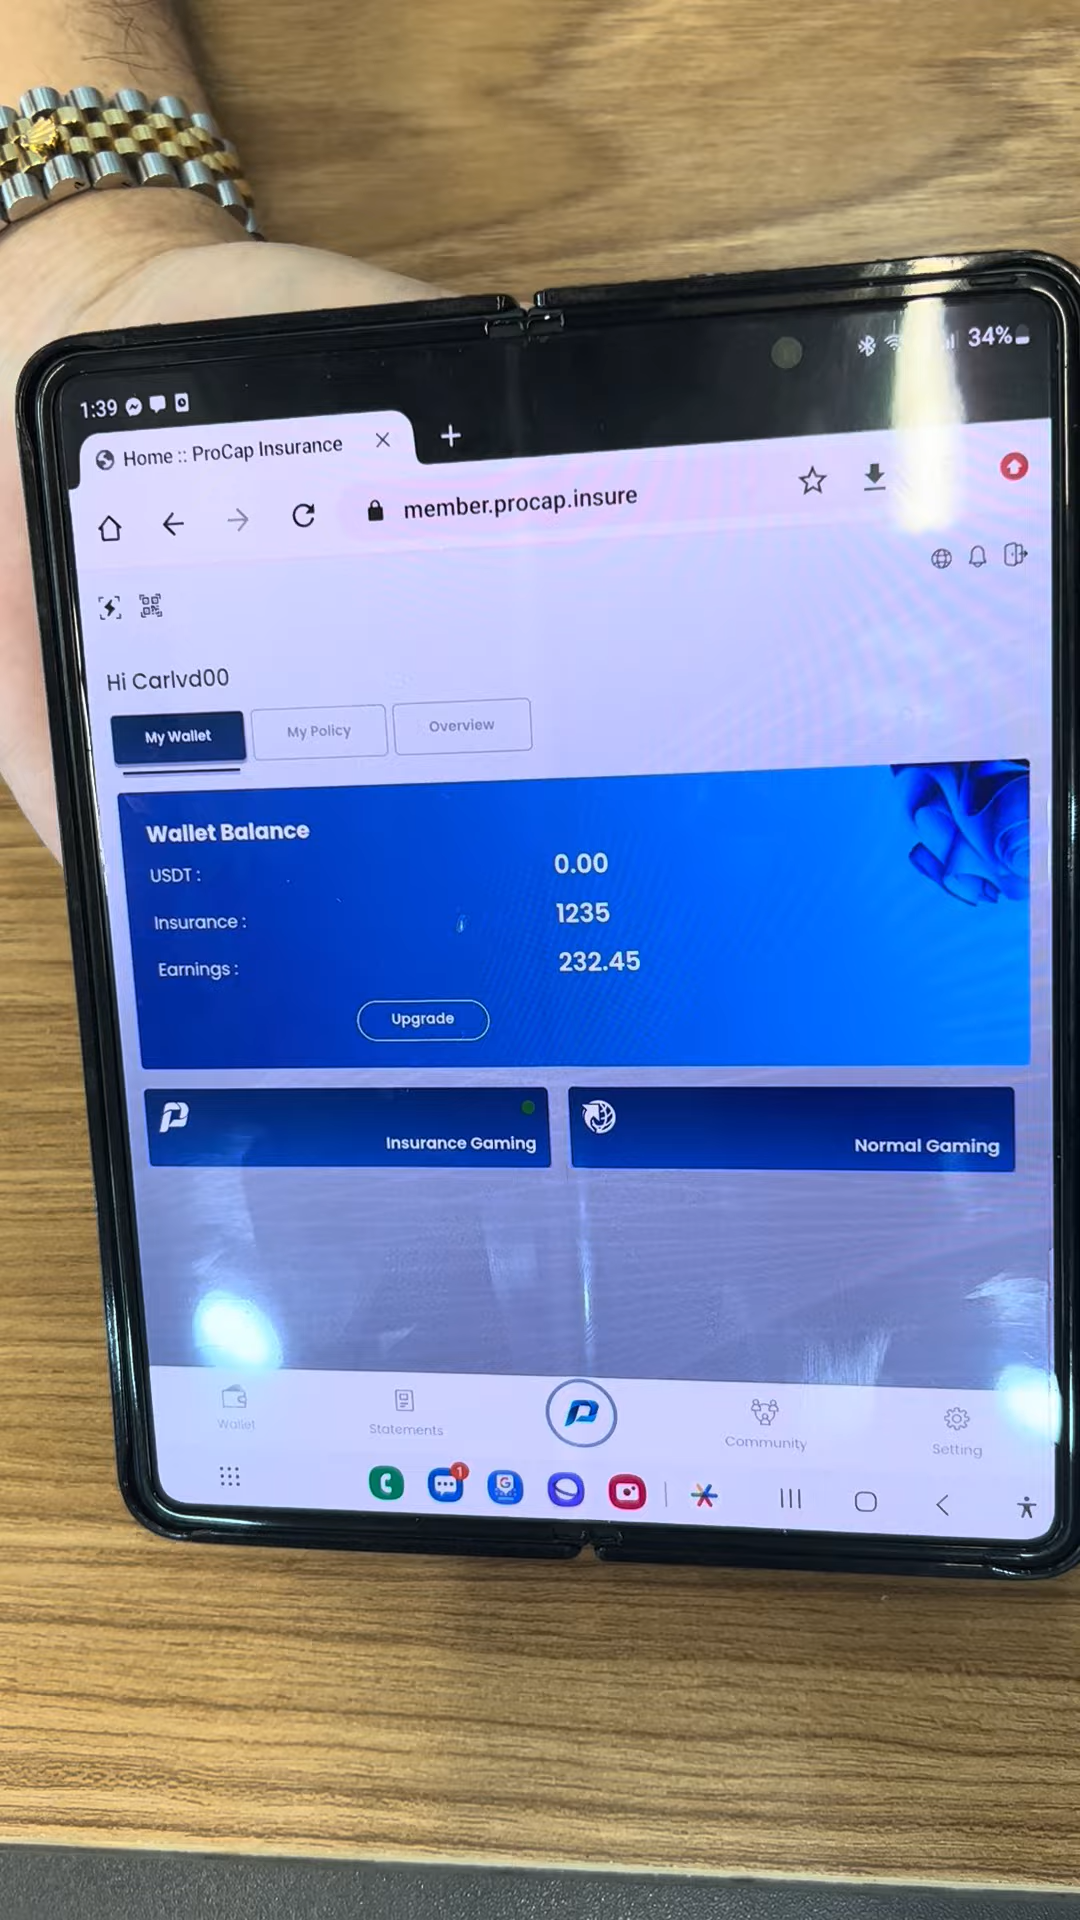 1:39
34%
Home :: ProCap Insurance
member.procap.insure
Hi Carlvd00
My Wallet
My Policy
Overview
Wallet Balance
USDT : 0.00
Insurance : 1235
Earnings : 232.45
Upgrade
Insurance Gaming
Normal Gaming
Wallet
Statements
Community
Setting
1